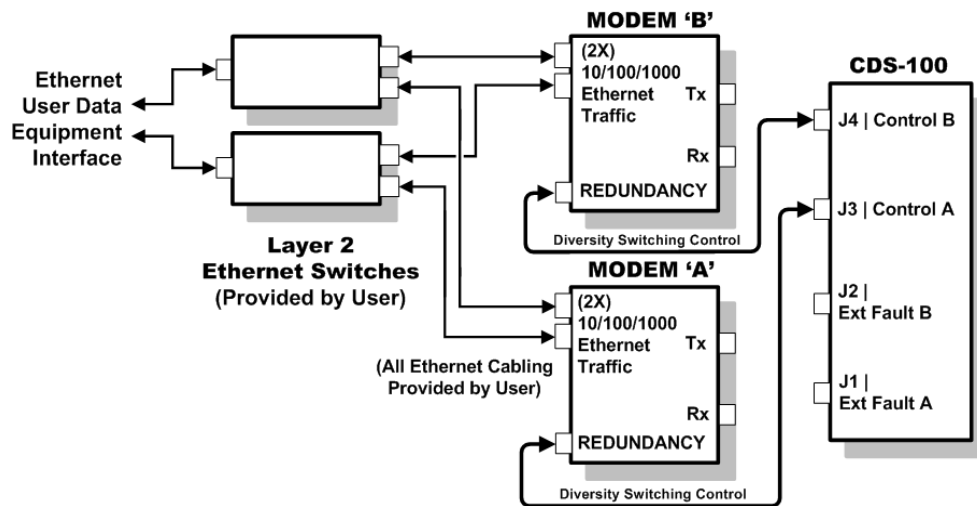 Ethernet
User Data
Equipment
Interface
Layer 2
Ethernet Switches
(Provided by User)
MODEM ‘B’
(2X)
10/100/1000
Ethernet
Traffic
Tx
Rx
REDUNDANCY
Diversity Switching Control
MODEM ‘A’
(2X)
10/100/1000
Ethernet
Traffic
Tx
Rx
REDUNDANCY
Diversity Switching Control
(All Ethernet Cabling
Provided by User)
CDS-100
J4 | Control B
J3 | Control A
J2 |
Ext Fault B
J1 |
Ext Fault A